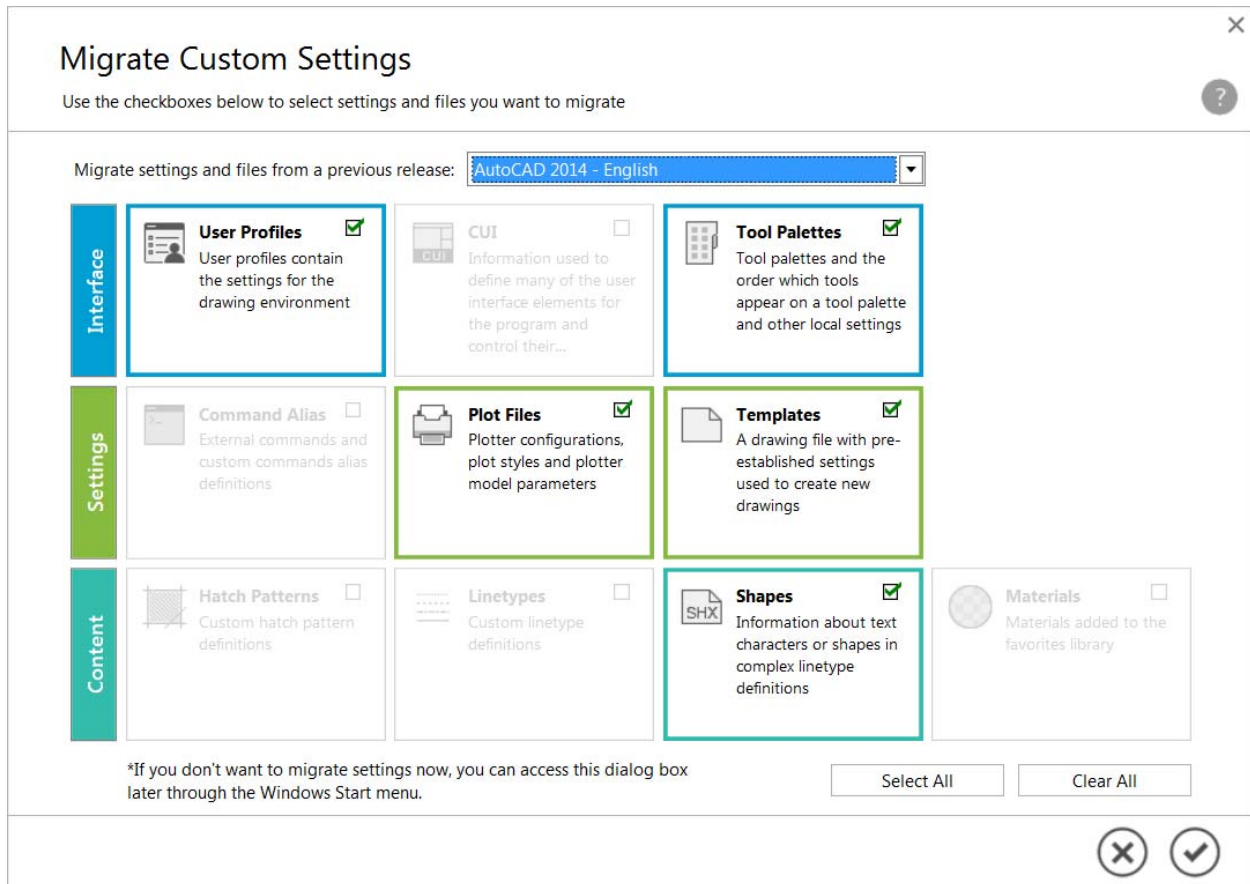 Migrate Custom Settings
Use the checkboxes below to select settings and files you want to migrate
?
Migrate settings and files from a previous release: AutoCAD 2014 - English
Interface
User Profiles
User profiles contain
the settings for the
drawing environment
CUI
CUI
Information used to
define many of the user
interface elements for
the program and
control their...
Tool Palettes
Tool palettes and the
order which tools
appear on a tool palette
and other local settings
Settings
Command Alias
External commands and
custom commands alias
definitions
Plot Files
Plotter configurations,
plot styles and plotter
model parameters
Templates
A drawing file with pre-
established settings
used to create new
drawings
Content
Hatch Patterns
Custom hatch pattern
definitions
Linetypes
Custom linetype
definitions
SHX
Shapes
Information about text
characters or shapes in
complex linetype
definitions
Materials
Materials added to the
favorites library
*If you don't want to migrate settings now, you can access this dialog box
later through the Windows Start menu.
Select All
Clear All